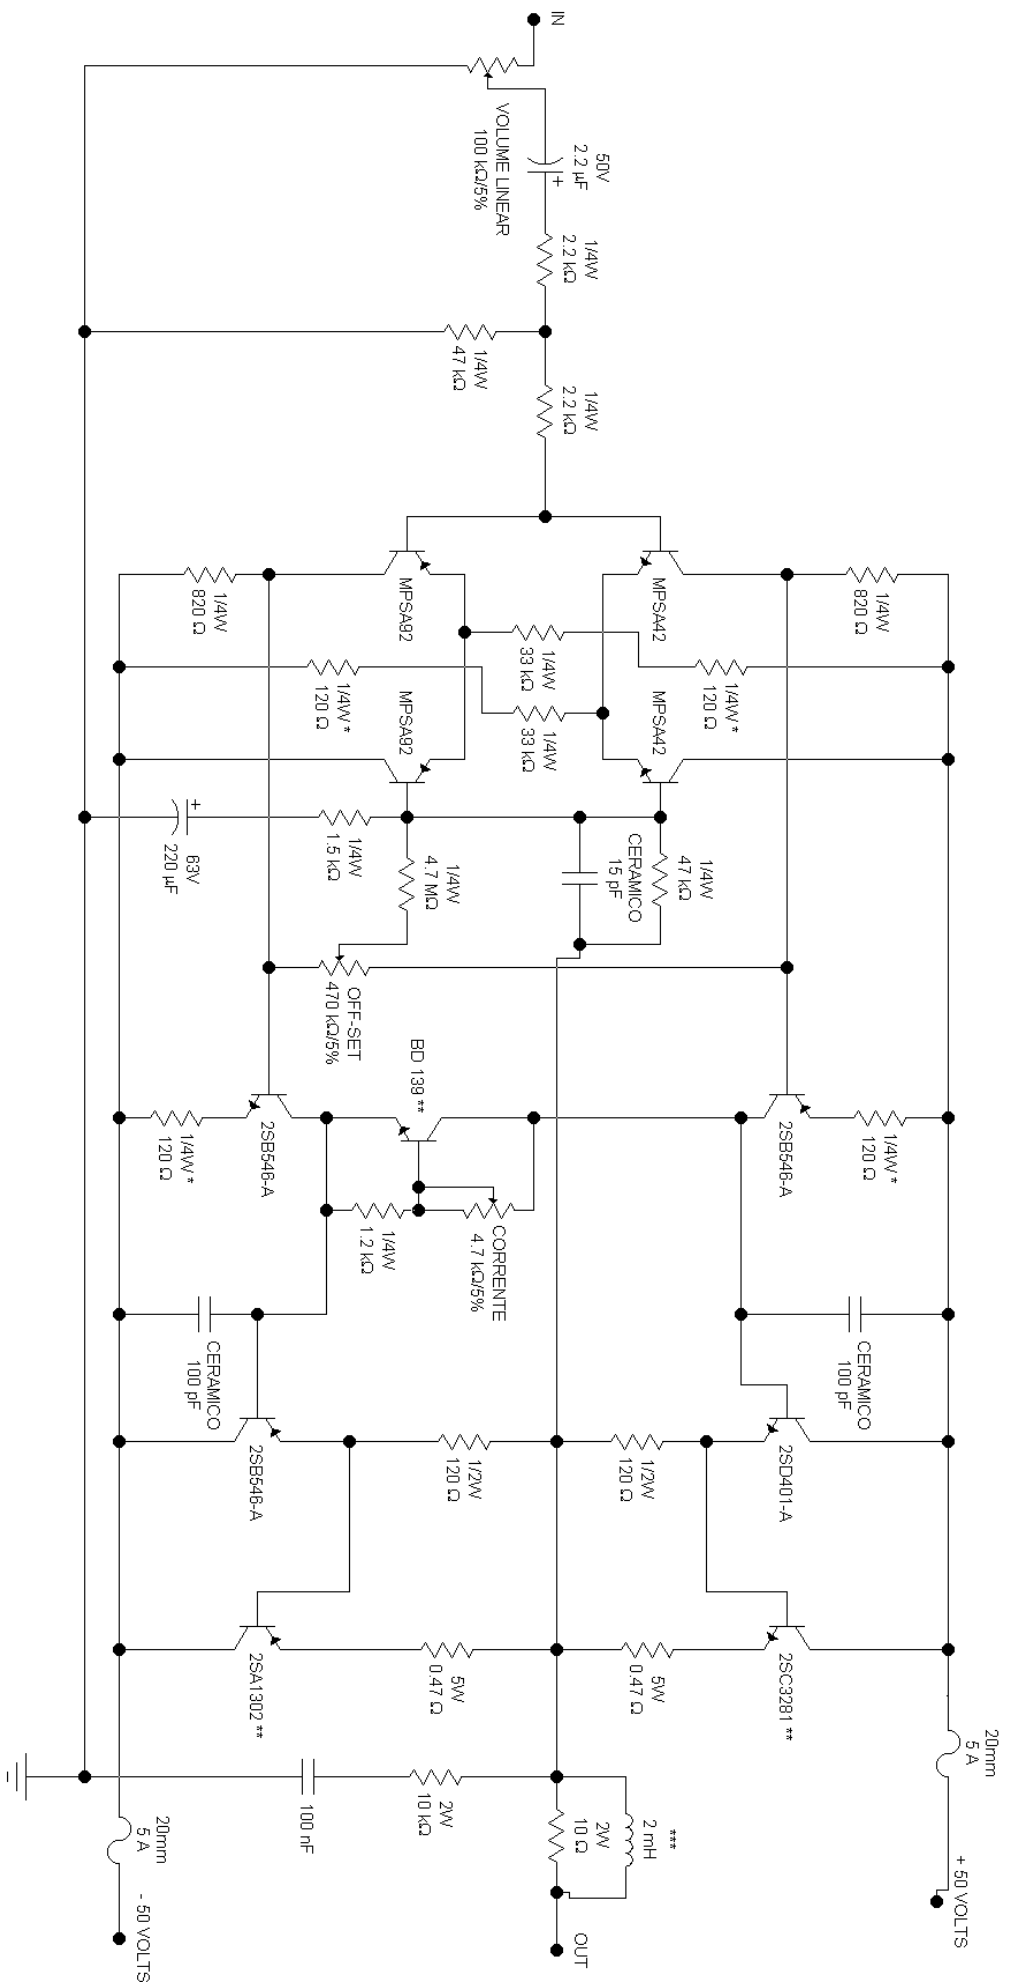 IN
VOLUME LINEAR
100 kΩ/5%
50V
2.2 µF
1/4W
2.2 kΩ
1/4W
47 kΩ
1/4W
2.2 kΩ
1/4W
820 Ω
MPSA92
MPSA42
1/4W
820 Ω
1/4W *
120 Ω
1/4W
33 kΩ
1/4W *
120 Ω
MPSA92
1/4W
33 kΩ
MPSA42
+
63V
220 µF
1/4W
1.5 kΩ
1/4W
4.7 MΩ
CERAMICO
15 pF
1/4W
47 kΩ
OFF-SET
470 kΩ/5%
BD 139 **
1/4W *
120 Ω
2SB546-A
2SB546-A
1/4W *
120 Ω
1/4W
1.2 kΩ
CORRENTE
4.7 kΩ/5%
CERAMICO
100 pF
CERAMICO
100 pF
2SB546-A
1/2W
120 Ω
1/2W
120 Ω
2SD401-A
2SA1302 **
5W
0.47 Ω
5W
0.47 Ω
2SC3281 **
20mm
5 A
100 nF
2W
10 kΩ
2W
10 Ω
***
2 mH
20mm
5 A
- 50 VOLTS
OUT
+ 50 VOLTS
+